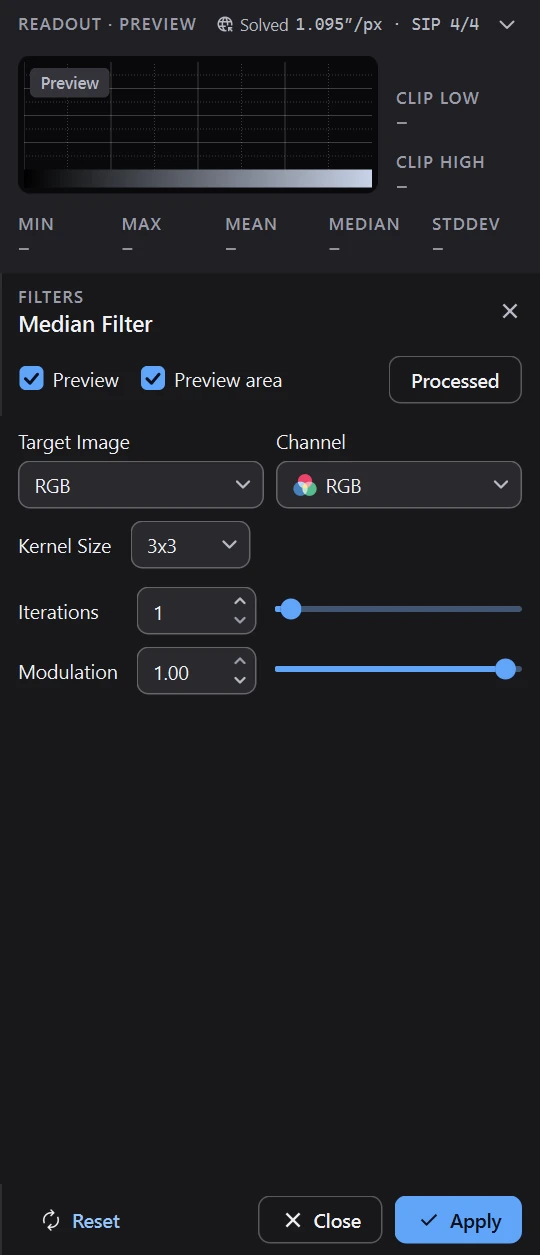 READOUT · PREVIEW Solved 1.095″/px · SIP 4/4
Preview
CLIP LOW
–
CLIP HIGH
–
MIN MAX MEAN MEDIAN STDDEV
– – – – –
FILTERS
Median Filter
Preview Preview area Processed
Target Image Channel
RGB RGB
Kernel Size 3x3
Iterations 1
Modulation 1.00
Reset Close Apply